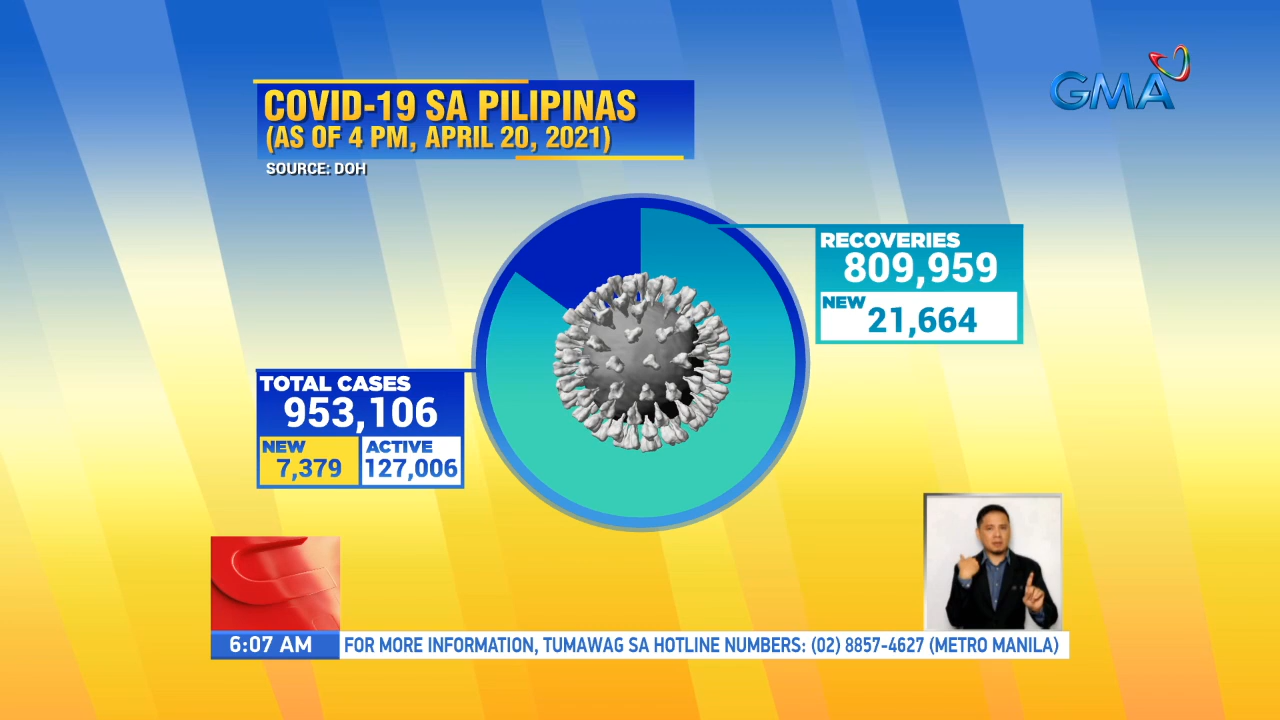 GMA
COVID-19 SA PILIPINAS
(AS OF 4 PM, APRIL 20, 2021)
SOURCE: DOH
RECOVERIES
809,959
NEW
21,664
TOTAL CASES
953,106
NEW
7,379
ACTIVE
127,006
6:07 AM
FOR MORE INFORMATION, TUMAWAG SA HOTLINE NUMBERS: (02) 8857-4627 (METRO MANILA)